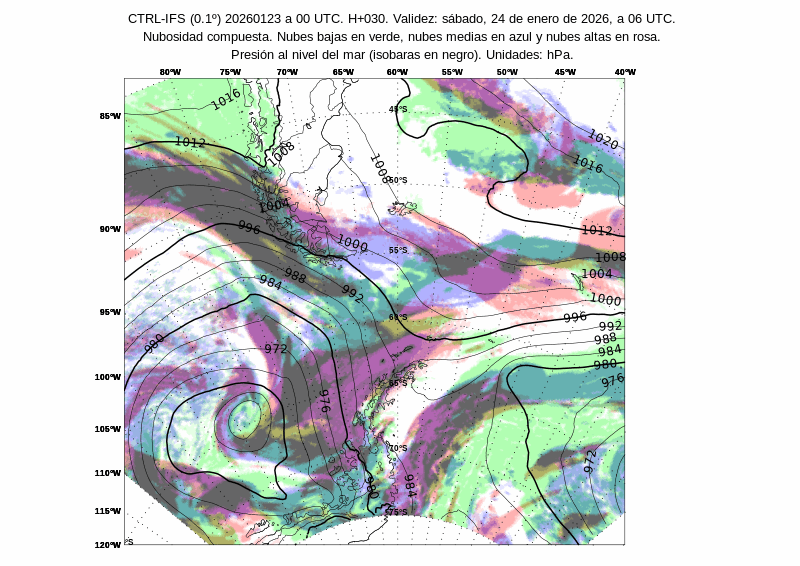 CTRL-IFS (0.1º) 20260123 a 00 UTC. H+030. Validez: sábado, 24 de enero de 2026, a 06 UTC.
Nubosidad compuesta. Nubes bajas en verde, nubes medias en azul y nubes altas en rosa.
Presión al nivel del mar (isobaras en negro). Unidades: hPa.
80ºW 75ºW 70ºW 65ºW 60ºW 55ºW 50ºW 45ºW 40ºW
1016
45ºS
85ºW
1020
1012
1008
1016
1008
50ºS
1004
996
90ºW
1012
1000
55ºS
1008
988
1004
984
992
1000
95ºW
60ºS
996
992
980
988
972
984
980
100ºW
65ºS
976
976
105ºW
70ºS
972
110ºW
980
984
115ºW
75ºS
120ºW
ºS